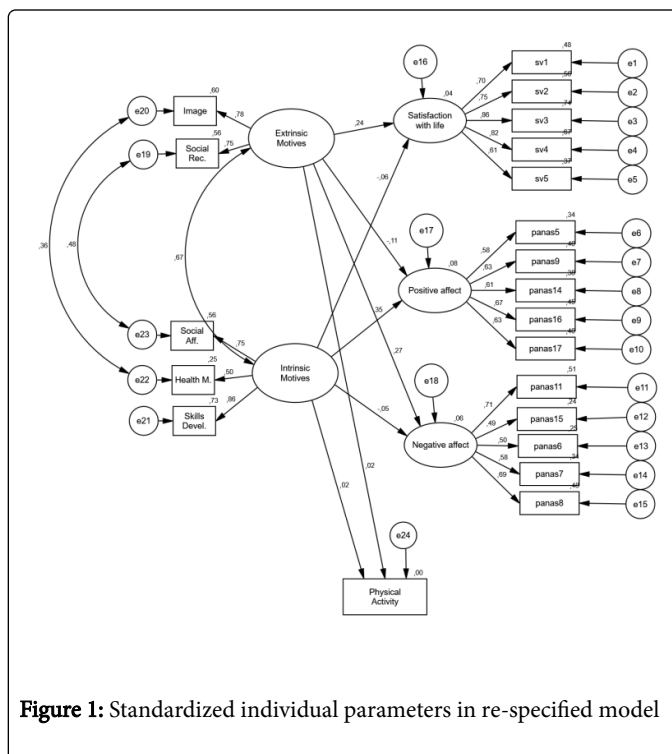 e16
,48
sv1
e1
,04
,70
,56
,75
sv2
e2
e20
,60
Image
,78
,74
Satisfaction
with life
,86
sv3
e3
Extrinsic
Motives
,24
,82
,67
sv4
e4
e19
,56
Social
Rec.
,75
,61
,37
sv5
e5
-,06
,36
,48
,67
e17
-,11
,08
,34
,58
panas5
e6
,63
panas9
e7
Positive affect
,61
panas14
e8
,35
,67
panas16
e9
,63
panas17
e10
e23
,56
Social
Aff.
,75
,27
,25
Intrinsic
Motives
e22
Health M.
,50
,73
,86
e21
Skills
Devel.
e18
,51
,71
panas11
e11
-,05
,06
,24
,49
panas15
e12
Negative affect
,50
,25
panas6
e13
,58
,34
panas7
e14
,69
,48
panas8
e15
,02
,02
e24
,00
Physical
Activity
Figure 1: Standardized individual parameters in re-specified model